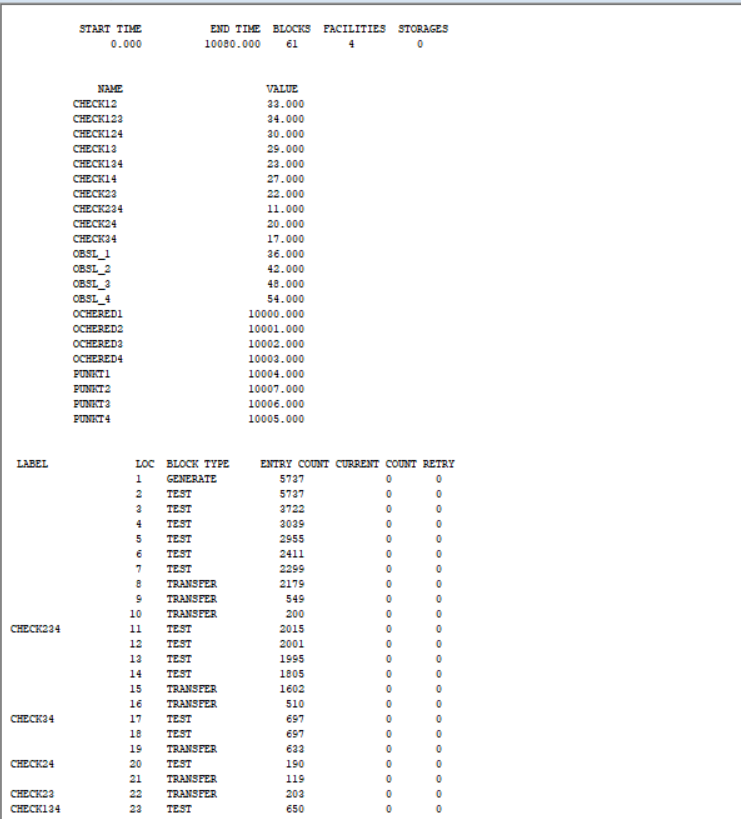 START TIME END TIME BLOCKS FACILITIES STORAGES
0.000 10080.000 61 4 0
NAME VALUE
CHECK12 33.000
CHECK123 34.000
CHECK124 30.000
CHECK13 29.000
CHECK134 23.000
CHECK14 27.000
CHECK23 22.000
CHECK234 11.000
CHECK24 20.000
CHECK34 17.000
OBSL_1 36.000
OBSL_2 42.000
OBSL_3 48.000
OBSL_4 54.000
OCHERED1 10000.000
OCHERED2 10001.000
OCHERED3 10002.000
OCHERED4 10003.000
PUNKT1 10004.000
PUNKT2 10007.000
PUNKT3 10006.000
PUNKT4 10005.000
LABEL LOC BLOCK TYPE ENTRY COUNT CURRENT COUNT RETRY
1 GENERATE 5737 0 0
2 TEST 5737 0 0
3 TEST 3722 0 0
4 TEST 3039 0 0
5 TEST 2955 0 0
6 TEST 2411 0 0
7 TEST 2299 0 0
8 TRANSFER 2179 0 0
9 TRANSFER 549 0 0
10 TRANSFER 200 0 0
CHECK234 11 TEST 2015 0 0
12 TEST 2001 0 0
13 TEST 1995 0 0
14 TEST 1805 0 0
15 TRANSFER 1602 0 0
16 TRANSFER 510 0 0
CHECK34 17 TEST 697 0 0
18 TEST 697 0 0
19 TRANSFER 633 0 0
CHECK24 20 TEST 190 0 0
21 TRANSFER 119 0 0
CHECK23 22 TRANSFER 203 0 0
CHECK134 23 TEST 650 0 0